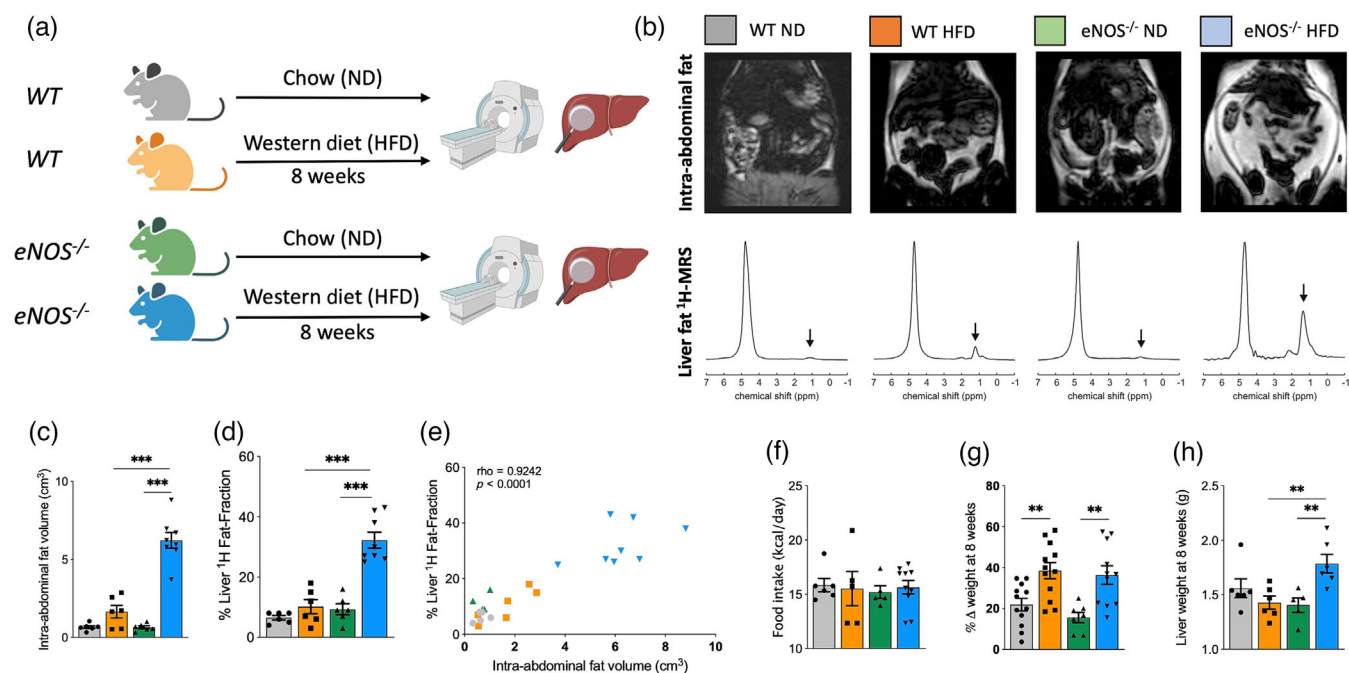 (a)
WT
Chow (ND)
WT
Western diet (HFD)
8 weeks
eNOS-/-
Chow (ND)
eNOS-/-
Western diet (HFD)
8 weeks
(b)
WT ND
WT HFD
eNOS-/- ND
eNOS-/- HFD
Intra-abdominal fat
Liver fat ¹H-MRS
7 6 5 4 3 2 1 0 -1
chemical shift (ppm)
7 6 5 4 3 2 1 0 -1
chemical shift (ppm)
7 6 5 4 3 2 1 0 -1
chemical shift (ppm)
7 6 5 4 3 2 1 0 -1
chemical shift (ppm)
(c)
Intra-abdominal fat volume (cm³)
10
5
0
***
***
(d)
% Liver ¹H Fat-Fraction
60
40
20
0
***
***
(e)
% Liver ¹H Fat-Fraction
60
40
20
0
rho = 0.9242
p < 0.0001
0 2 4 6 8 10
Intra-abdominal fat volume (cm³)
(f)
Food intake (kcal/day)
25
20
15
10
(g)
% Δ weight at 8 weeks
80
60
40
20
0
**
**
(h)
Liver weight at 8 weeks (g)
2.5
2.0
1.5
1.0
**
**